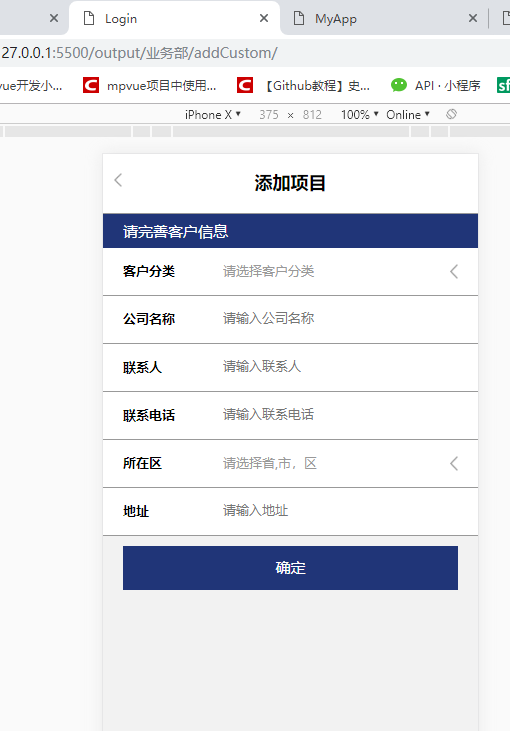 Login
MyApp
27.0.0.1:5500/output/业务部/addCustom/
vue开发小... mpvue项目中使用... 【Github教程】史... API · 小程序 sf
iPhone X ▼ 375 × 812 100% ▼ Online ▼
添加项目
请完善客户信息
客户分类 请选择客户分类
公司名称 请输入公司名称
联系人 请输入联系人
联系电话 请输入联系电话
所在区 请选择省,市，区
地址 请输入地址
确定